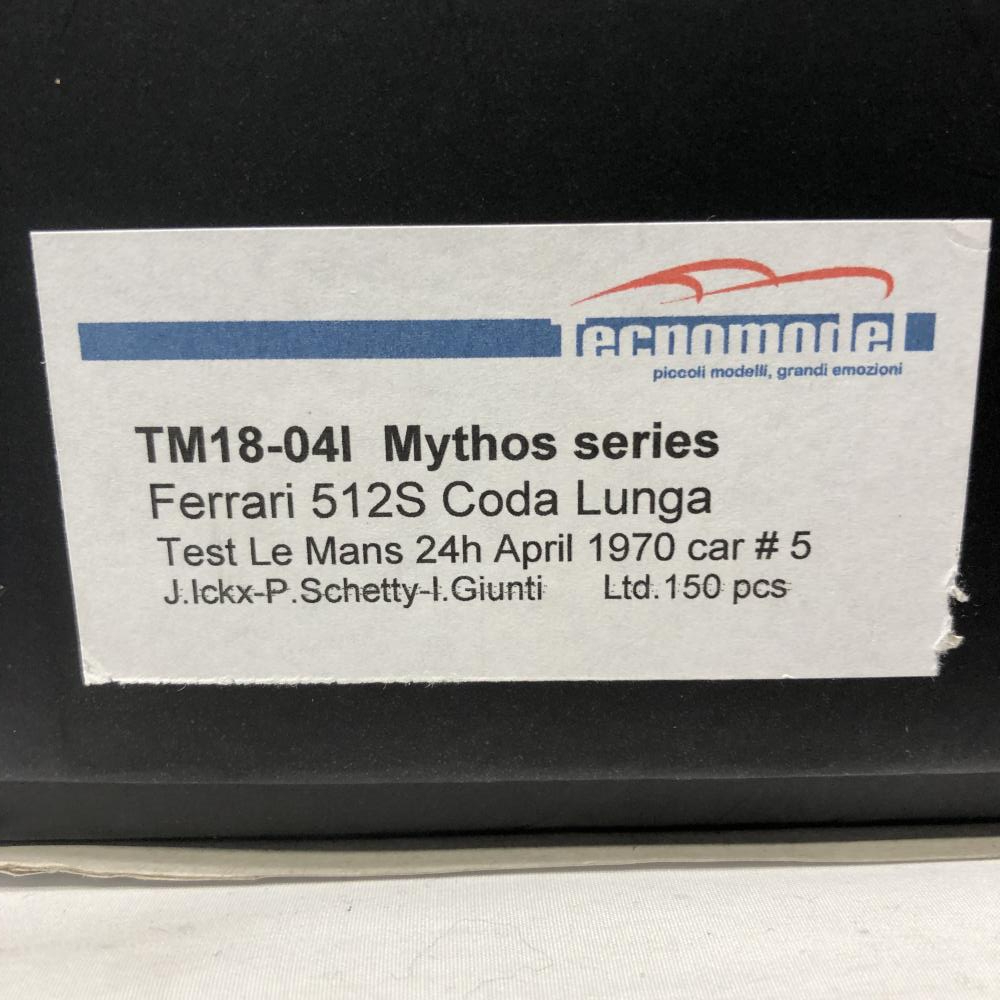 Tecnomodel
piccoli modelli, grandi emozioni
TM18-04I Mythos series
Ferrari 512S Coda Lunga
Test Le Mans 24h April 1970 car # 5
J.Ickx-P.Schetty-I.Giunti Ltd.150 pcs